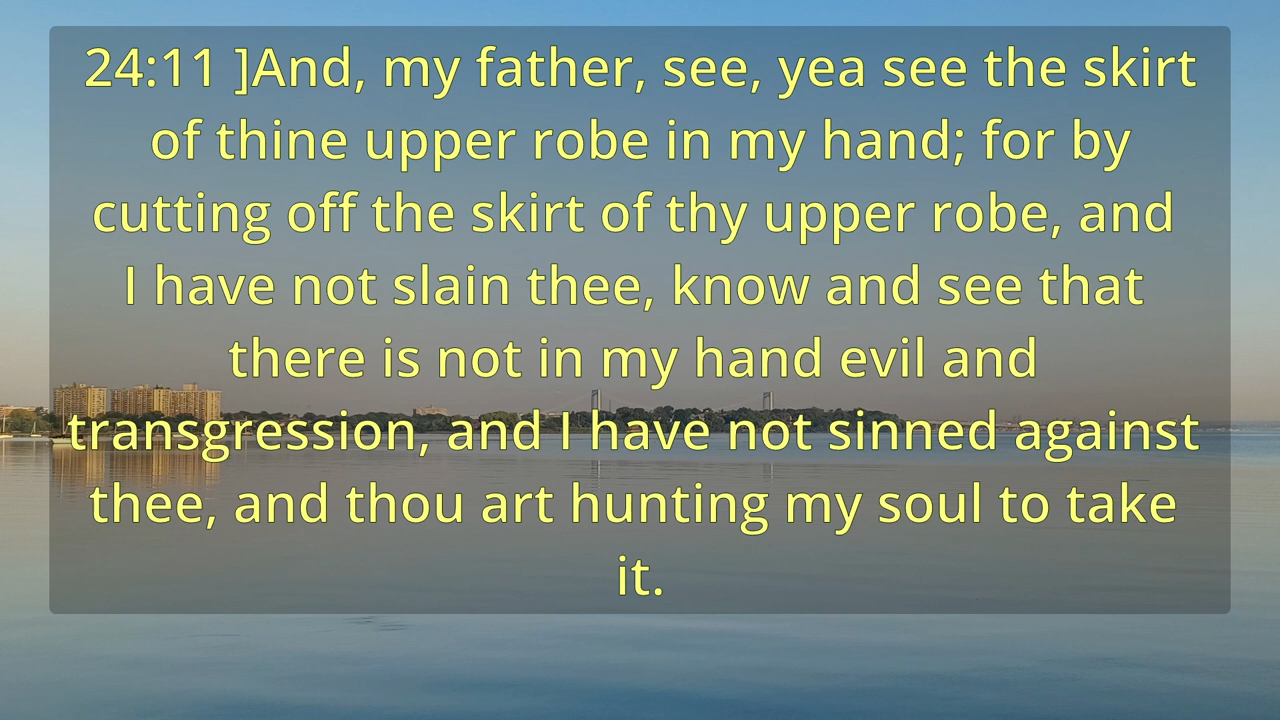 24:11 ]And, my father, see, yea see the skirt
of thine upper robe in my hand; for by
cutting off the skirt of thy upper robe, and
I have not slain thee, know and see that
there is not in my hand evil and
transgression, and I have not sinned against
thee, and thou art hunting my soul to take
it.